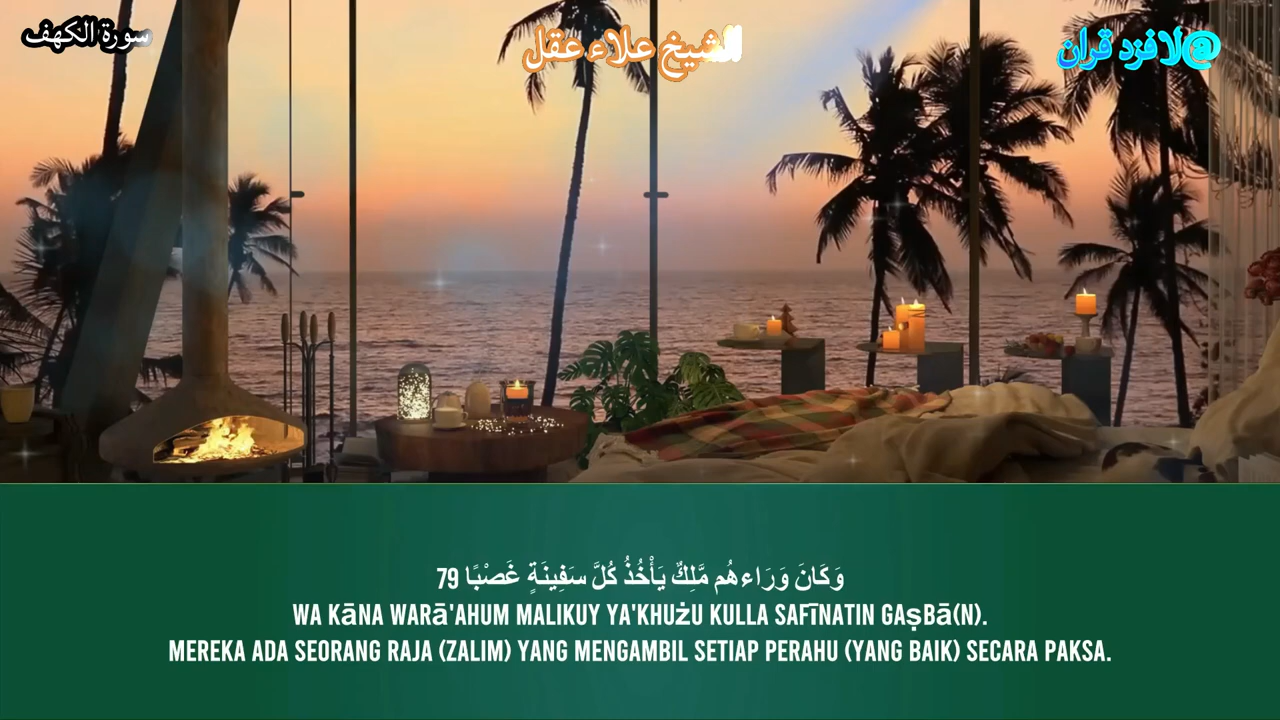 سورة الكهف
الشيخ علاء عقل
@لافزد قران
وَكَانَ وَرَاءهُم مَّلِكٌ يَأْخُذُ كُلَّ سَفِينَةٍ غَصْبًا 79
WA KāNA WARā'AHUM MALIKUY YA'KHUżU KULLA SAFīNATIN GAṣBā(N).
MEREKA ADA SEORANG RAJA (ZALIM) YANG MENGAMBIL SETIAP PERAHU (YANG BAIK) SECARA PAKSA.